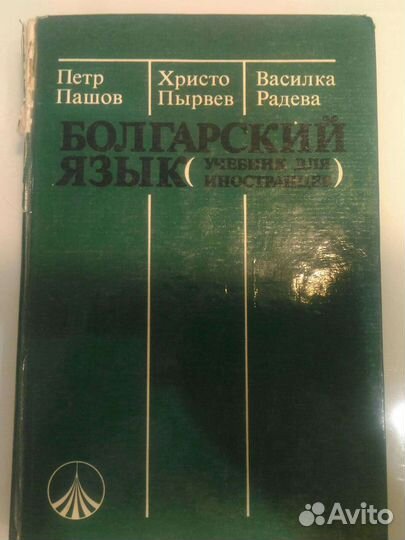 Петр Христо Василка
Пашов Пырвев Радева
БОЛГАРСКИЙ
ЯЗЫК (УЧЕБНИК ДЛЯ
ИНОСТРАНЦЕВ)
Avito